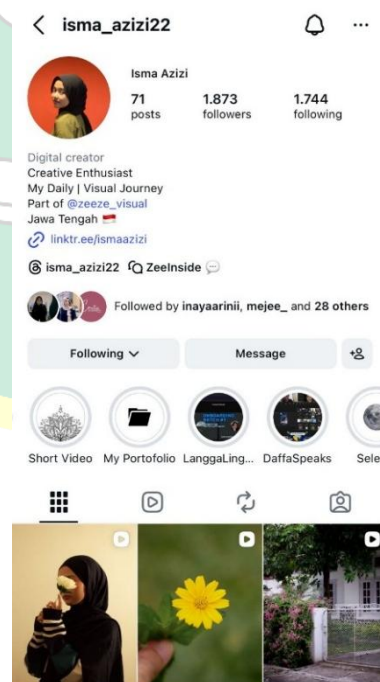 isma_azizi22
Isma Azizi
71 1.873 1.744
posts followers following
Digital creator
Creative Enthusiast
My Daily | Visual Journey
Part of @zeeze_visual
Jawa Tengah 🇮🇩
linktr.ee/ismaazizi
isma_azizi22 ZeeInside 💬
Followed by inayaarinii, mejee_ and 28 others
Following Message
Short Video My Portofolio LanggaLing... DaffaSpeaks Sele